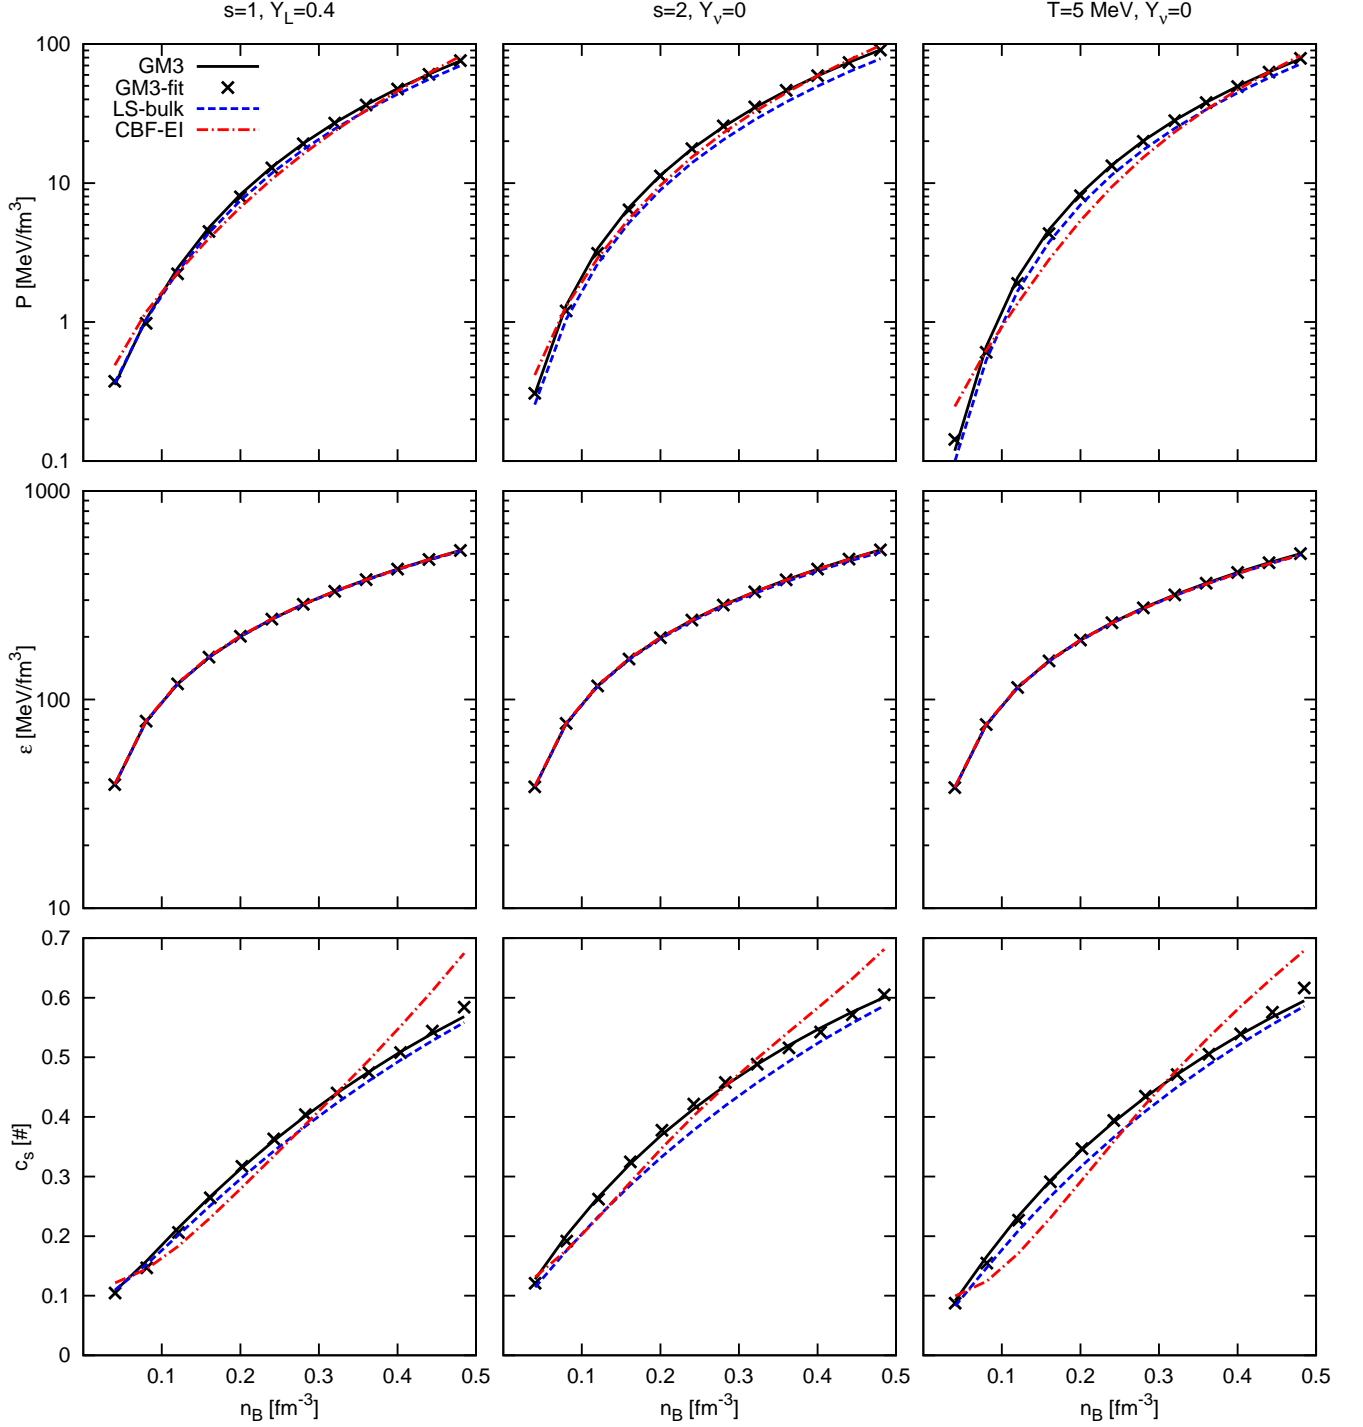 s=1, Y_L=0.4
s=2, Y_ν=0
T=5 MeV, Y_ν=0
P [MeV/fm³]
100
10
1
0.1
GM3
GM3-fit
LS-bulk
CBF-EI
ε [MeV/fm³]
1000
100
10
c_s [#]
0.7
0.6
0.5
0.4
0.3
0.2
0.1
0
0.1 0.2 0.3 0.4 0.5
0.1 0.2 0.3 0.4 0.5
0.1 0.2 0.3 0.4 0.5
n_B [fm⁻³]
n_B [fm⁻³]
n_B [fm⁻³]